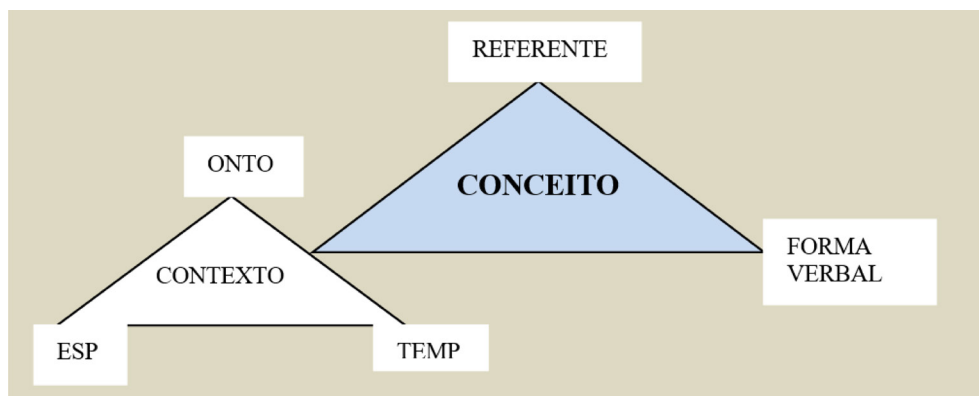 REFERENTE
ONTO
CONCEITO
CONTEXTO
FORMA
VERBAL
ESP
TEMP